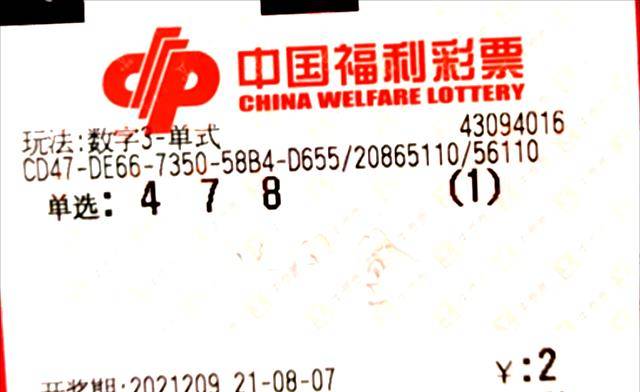 中国福利彩票
CHINA WELFARE LOTTERY
玩法:数字3-单式 43094016
CD47-DE66-7350-58B4-D655/20865110/56110
单选: 4 7 8 (1)
开奖期:2021209 21-08-07 ¥:2